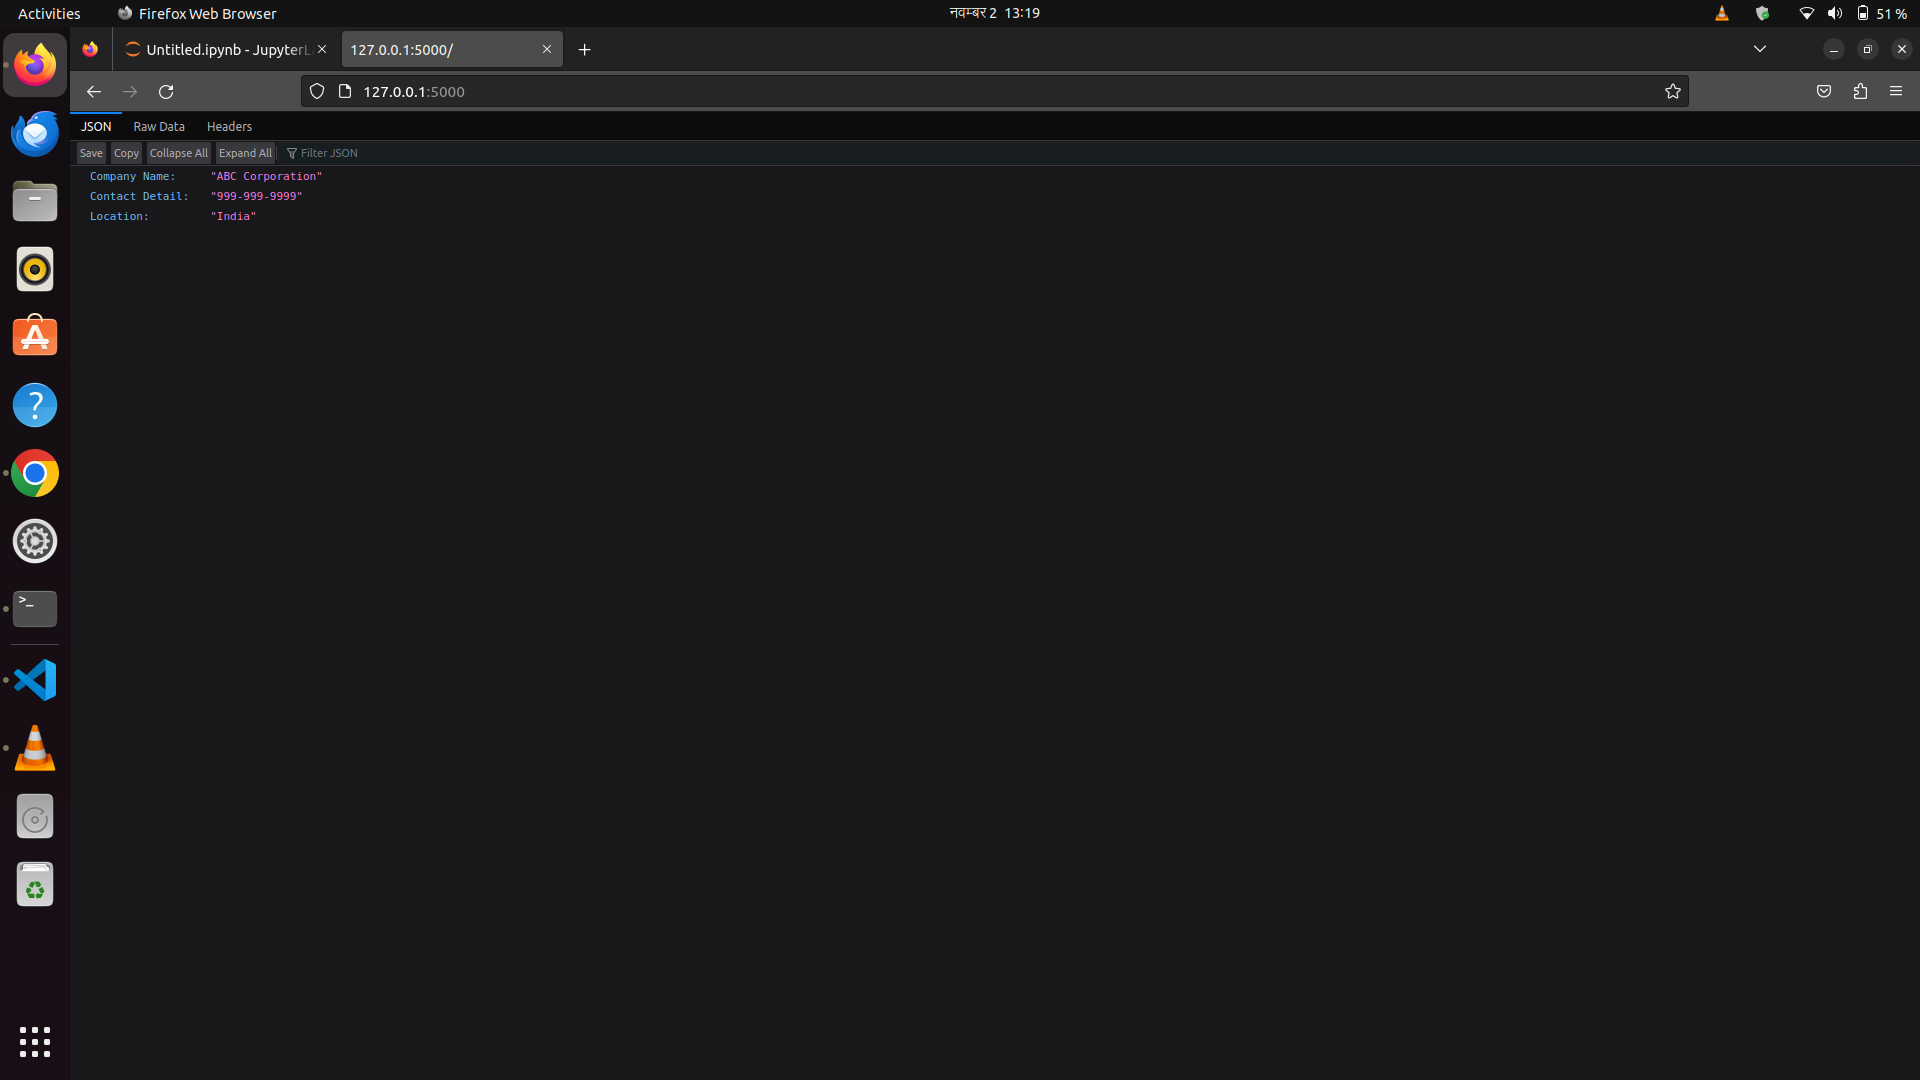 Activities Firefox Web Browser नवम्बर 2 13:19 51 %
Untitled.ipynb - JupyterL 127.0.0.1:5000/
127.0.0.1:5000
JSON Raw Data Headers
Save Copy Collapse All Expand All Filter JSON
Company Name: "ABC Corporation"
Contact Detail: "999-999-9999"
Location: "India"